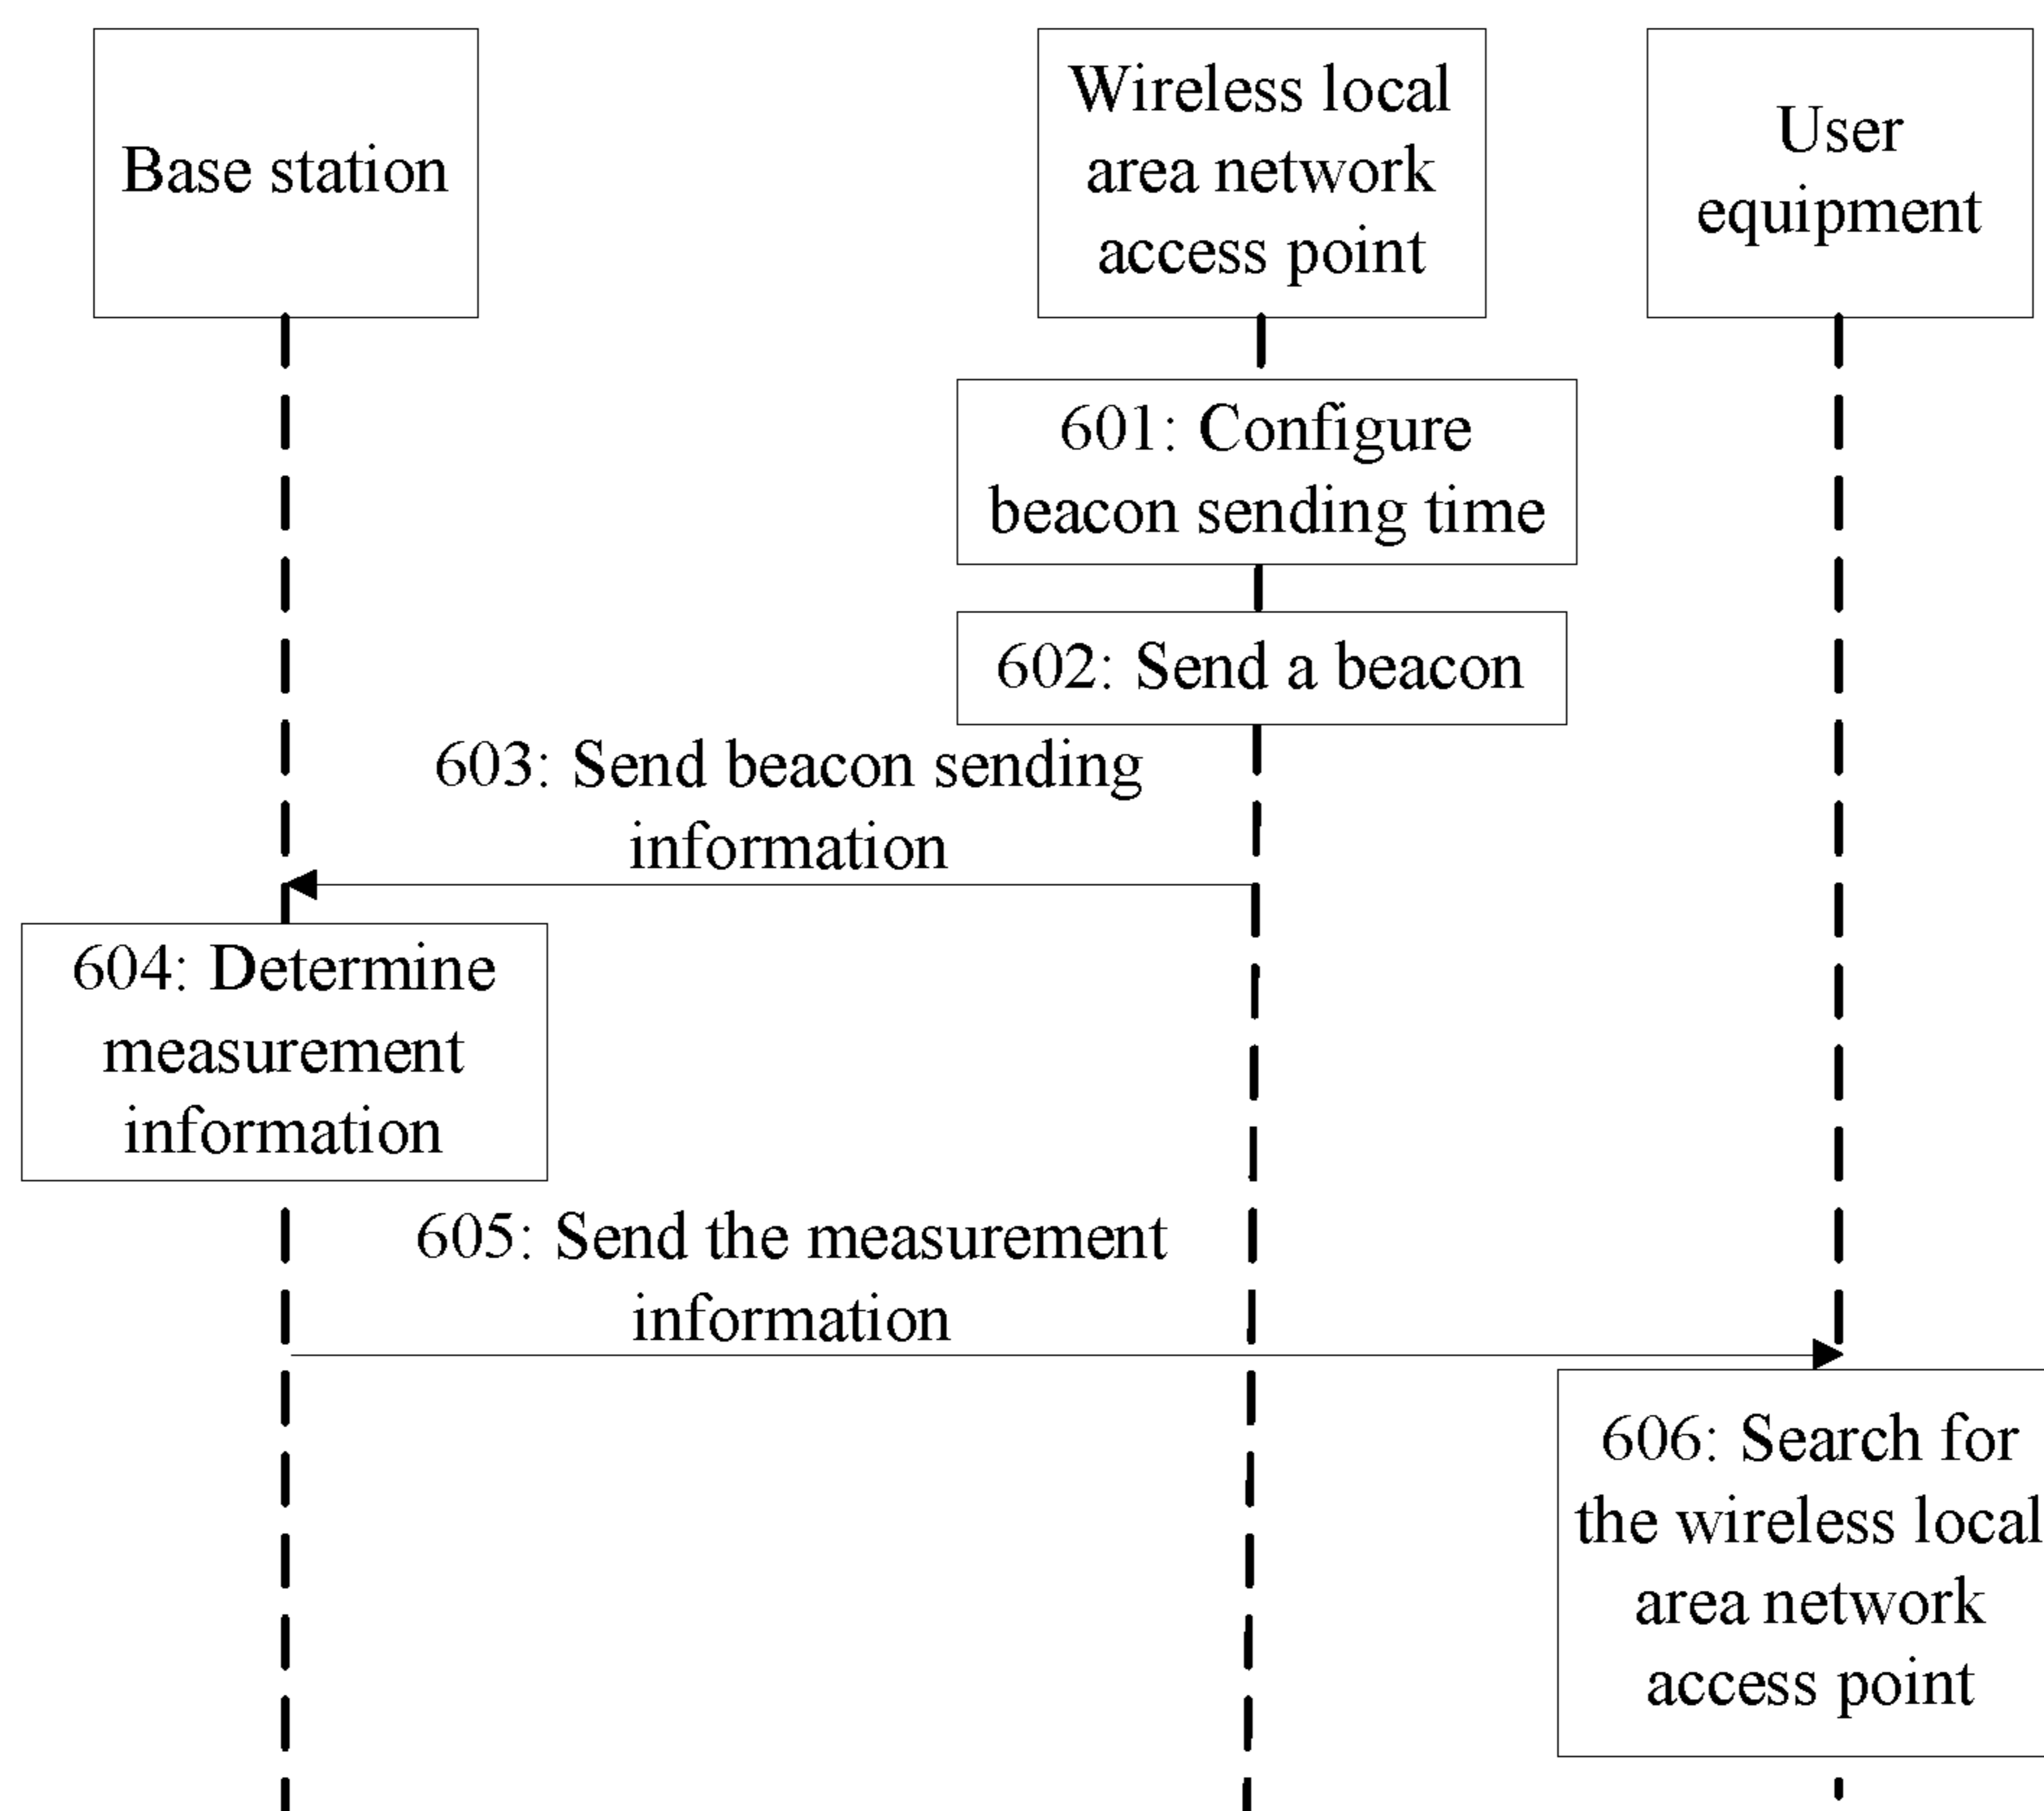 Base station
Wireless local
area network
access point
User
equipment
601: Configure
beacon sending time
602: Send a beacon
603: Send beacon sending
information
604: Determine
measurement
information
605: Send the measurement
information
606: Search for
the wireless local
area network
access point